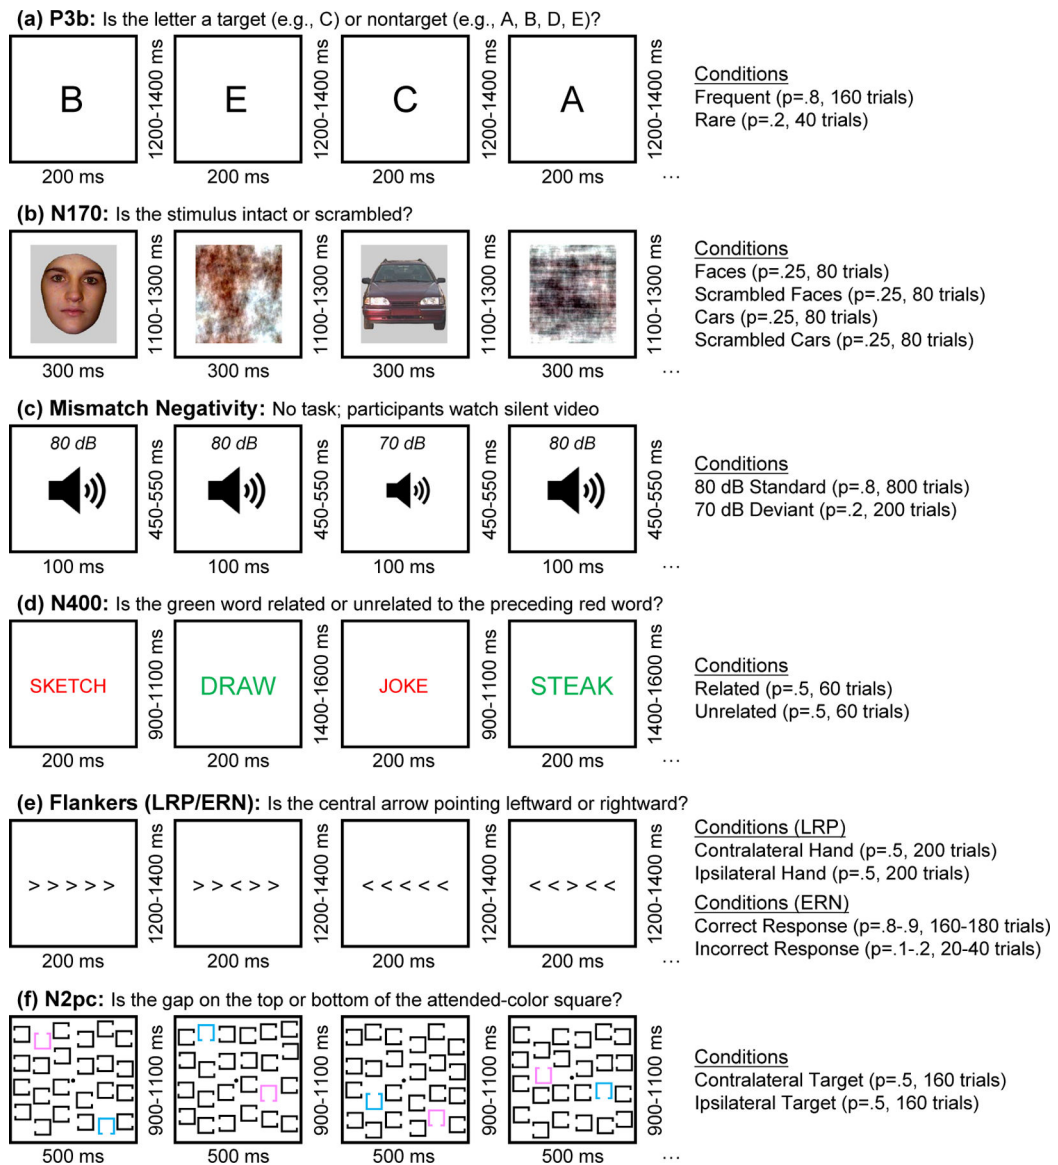 (a) P3b: Is the letter a target (e.g., C) or nontarget (e.g., A, B, D, E)?
B
1200-1400 ms
E
1200-1400 ms
C
1200-1400 ms
A
1200-1400 ms
200 ms
200 ms
200 ms
200 ms
...
Conditions
Frequent (p=.8, 160 trials)
Rare (p=.2, 40 trials)
(b) N170: Is the stimulus intact or scrambled?
1100-1300 ms
1100-1300 ms
1100-1300 ms
1100-1300 ms
300 ms
300 ms
300 ms
300 ms
...
Conditions
Faces (p=.25, 80 trials)
Scrambled Faces (p=.25, 80 trials)
Cars (p=.25, 80 trials)
Scrambled Cars (p=.25, 80 trials)
(c) Mismatch Negativity: No task; participants watch silent video
80 dB
450-550 ms
80 dB
450-550 ms
70 dB
450-550 ms
80 dB
450-550 ms
100 ms
100 ms
100 ms
100 ms
...
Conditions
80 dB Standard (p=.8, 800 trials)
70 dB Deviant (p=.2, 200 trials)
(d) N400: Is the green word related or unrelated to the preceding red word?
SKETCH
900-1100 ms
DRAW
1400-1600 ms
JOKE
900-1100 ms
STEAK
1400-1600 ms
200 ms
200 ms
200 ms
200 ms
...
Conditions
Related (p=.5, 60 trials)
Unrelated (p=.5, 60 trials)
(e) Flankers (LRP/ERN): Is the central arrow pointing leftward or rightward?
> > > > >
1200-1400 ms
> > < > >
1200-1400 ms
< < < < <
1200-1400 ms
< < > < <
1200-1400 ms
200 ms
200 ms
200 ms
200 ms
...
Conditions (LRP)
Contralateral Hand (p=.5, 200 trials)
Ipsilateral Hand (p=.5, 200 trials)
Conditions (ERN)
Correct Response (p=.8-.9, 160-180 trials)
Incorrect Response (p=.1-.2, 20-40 trials)
(f) N2pc: Is the gap on the top or bottom of the attended-color square?
900-1100 ms
900-1100 ms
900-1100 ms
900-1100 ms
500 ms
500 ms
500 ms
500 ms
...
Conditions
Contralateral Target (p=.5, 160 trials)
Ipsilateral Target (p=.5, 160 trials)